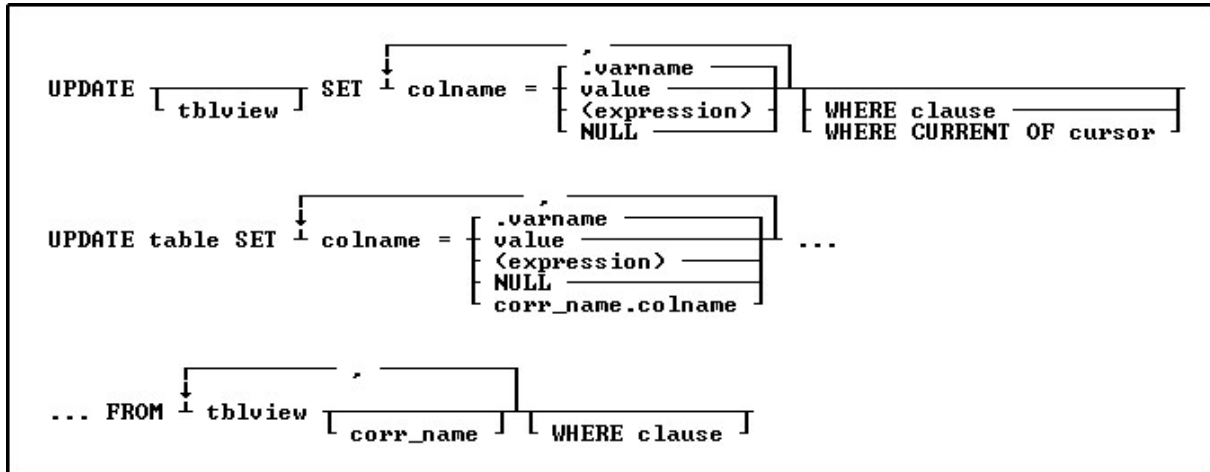 ,
.varname
UPDATE SET colname = value
tblview (expression) WHERE clause
NULL WHERE CURRENT OF cursor
,
.varname
UPDATE table SET colname = value ...
(expression)
NULL
corr_name.colname
,
... FROM tblview
corr_name WHERE clause